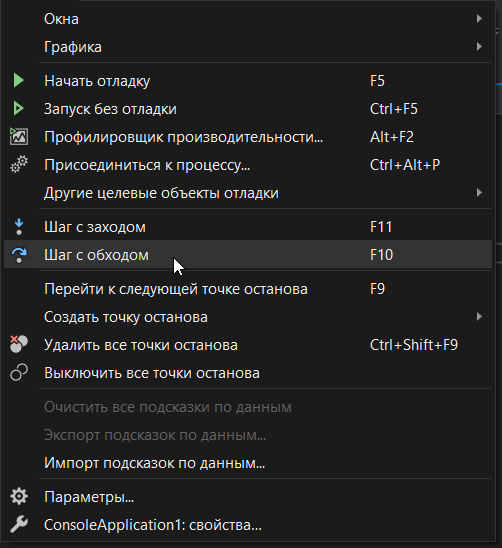 Окна
Графика
Начать отладку F5
Запуск без отладки Ctrl+F5
Профилировщик производительности... Alt+F2
Присоединиться к процессу... Ctrl+Alt+P
Другие целевые объекты отладки
Шаг с заходом F11
Шаг с обходом F10
Перейти к следующей точке останова F9
Создать точку останова
Удалить все точки останова Ctrl+Shift+F9
Выключить все точки останова
Очистить все подсказки по данным
Экспорт подсказок по данным...
Импорт подсказок по данным...
Параметры...
ConsoleApplication1: свойства...